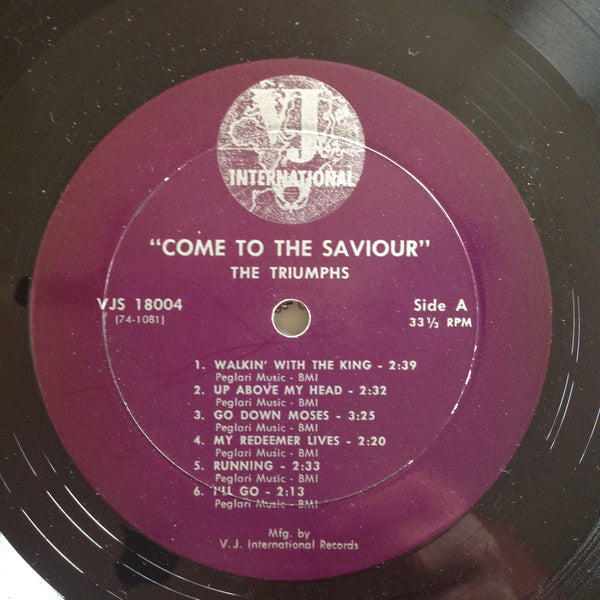 VJ
INTERNATIONAL
"COME TO THE SAVIOUR"
THE TRIUMPHS
VJS 18004
(74-1081)
Side A
33 1/3 RPM
1. WALKIN' WITH THE KING - 2:39
Peglari Music - BMI
2. UP ABOVE MY HEAD - 2:32
Peglari Music - BMI
3. GO DOWN MOSES - 3:25
Peglari Music - BMI
4. MY REDEEMER LIVES - 2:20
Peglari Music - BMI
5. RUNNING - 2:33
Peglari Music - BMI
6. I'LL GO - 2:13
Peglari Music - BMI
Mfg. by
V.J. International Records